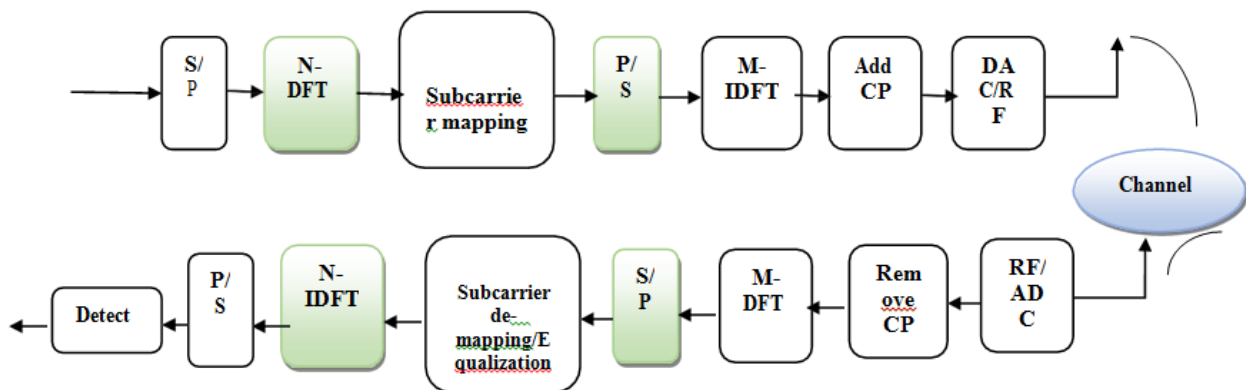 S/
P
N-
DFT
Subcarrie
r mapping
P/
S
M-
IDFT
Add
CP
DA
C/R
F
Channel
RF/
AD
C
Rem
ove
CP
M-
DFT
S/
P
Subcarrier
de-
mapping/E
qualization
N-
IDFT
P/
S
Detect